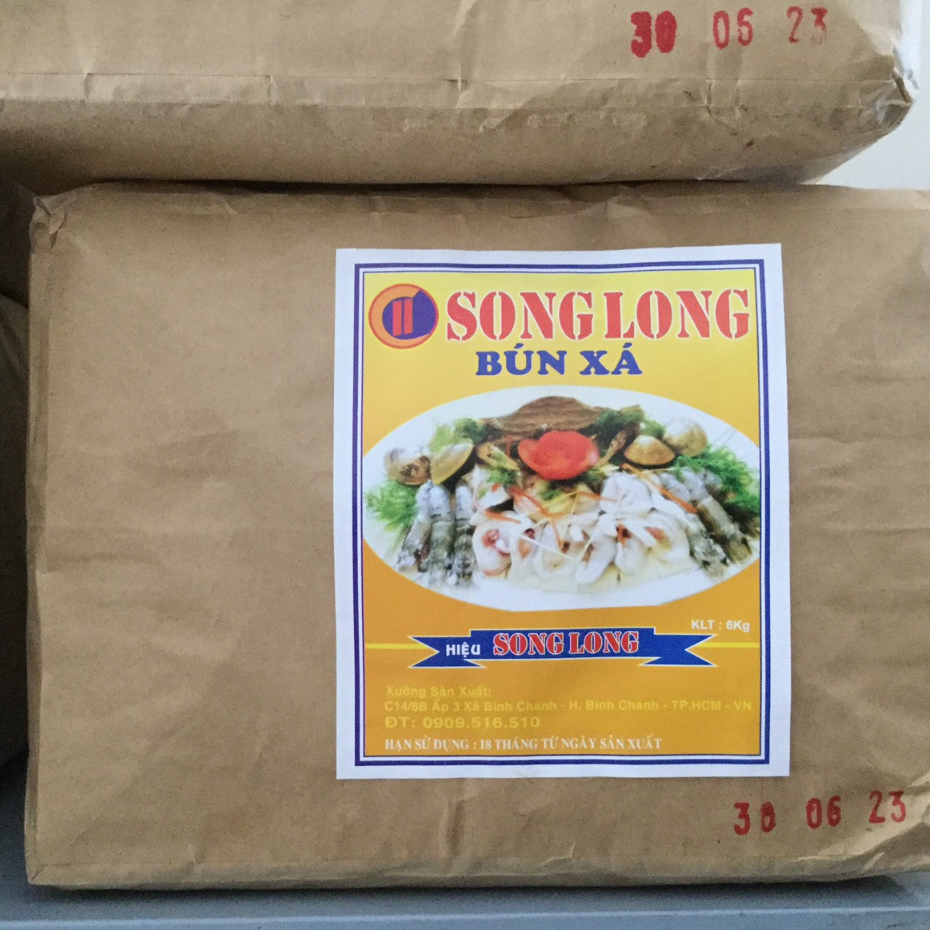 30 06 23
SONG LONG
BÚN XÁ
KLT : 6Kg
HIỆU SONG LONG
Xưởng Sản Xuất:
C14/8B Ấp 3 Xã Bình Chánh - H. Bình Chánh - TP.HCM - VN
ĐT: 0909.516.510
HẠN SỬ DỤNG : 18 THÁNG TỪ NGÀY SẢN XUẤT
30 06 23